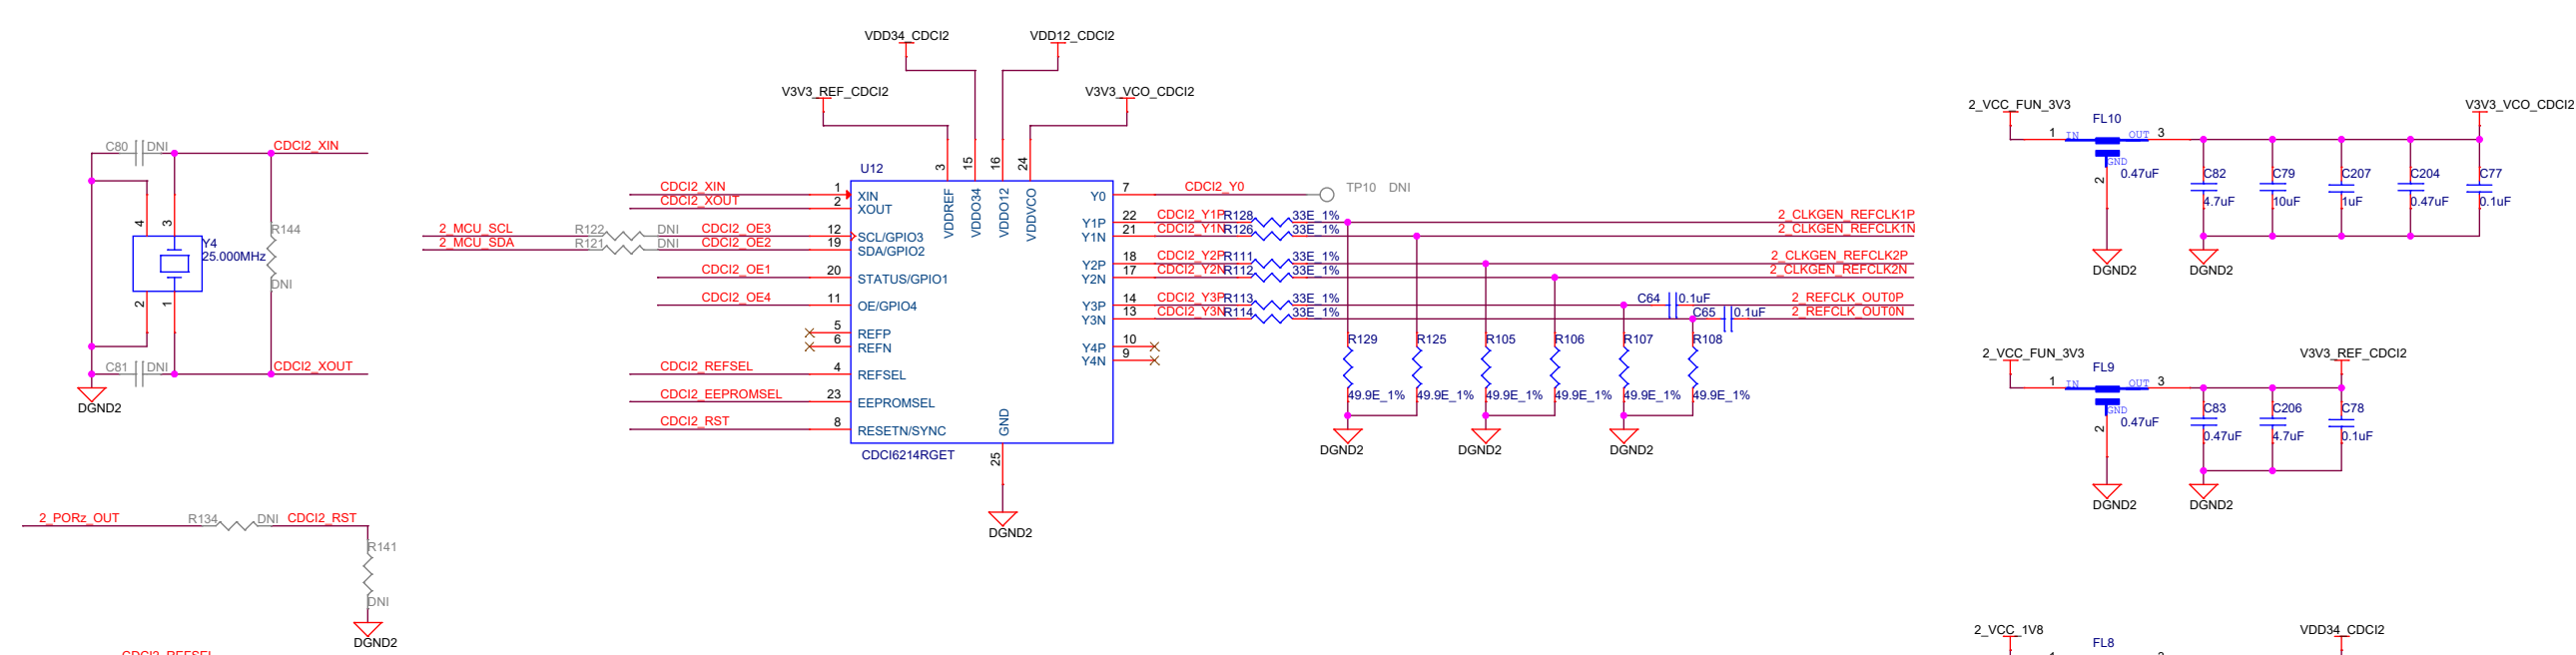 C80 DNI
CDCI2_XIN
4
3
Y4
25.000MHz
R144
DNI
2
1
C81 DNI
CDCI2_XOUT
DGND2
2_PORz_OUT
R134 DNI
CDCI2_RST
R141
DNI
DGND2
2_MCU_SCL
2_MCU_SDA
R122 DNI
R121 DNI
VDD34_CDCI2
VDD12_CDCI2
V3V3_REF_CDCI2
V3V3_VCO_CDCI2
3
15
16
24
U12
VDDREF
VDDO34
VDDO12
VDDVCO
CDCI2_XIN 1 XIN
CDCI2_XOUT 2 XOUT
CDCI2_OE3 12 SCL/GPIO3
CDCI2_OE2 19 SDA/GPIO2
CDCI2_OE1 20 STATUS/GPIO1
CDCI2_OE4 11 OE/GPIO4
5 REFP
6 REFN
CDCI2_REFSEL 4 REFSEL
CDCI2_EEPROMSEL 23 EEPROMSEL
CDCI2_RST 8 RESETN/SYNC
GND
25
CDCI6214RGET
DGND2
Y0 7 CDCI2_Y0 TP10 DNI
Y1P 22 CDCI2_Y1P R128 33E_1% 2_CLKGEN_REFCLK1P
Y1N 21 CDCI2_Y1N R126 33E_1% 2_CLKGEN_REFCLK1N
Y2P 18 CDCI2_Y2P R111 33E_1% 2_CLKGEN_REFCLK2P
Y2N 17 CDCI2_Y2N R112 33E_1% 2_CLKGEN_REFCLK2N
Y3P 14 CDCI2_Y3P R113 33E_1% C64 0.1uF 2_REFCLK_OUT0P
Y3N 13 CDCI2_Y3N R114 33E_1% C65 0.1uF 2_REFCLK_OUT0N
Y4P 10
Y4N 9
R129 R125 R105 R106 R107 R108
49.9E_1% 49.9E_1% 49.9E_1% 49.9E_1% 49.9E_1% 49.9E_1%
DGND2 DGND2 DGND2
2_VCC_FUN_3V3
V3V3_VCO_CDCI2
FL10
1 IN OUT 3
GND
0.47uF
2
C82 C79 C207 C204 C77
4.7uF 10uF 1uF 0.47uF 0.1uF
DGND2 DGND2
2_VCC_FUN_3V3
V3V3_REF_CDCI2
FL9
1 IN OUT 3
GND
0.47uF
2
C83 C206 C78
0.47uF 4.7uF 0.1uF
DGND2 DGND2
2_VCC_1V8
VDD34_CDCI2
FL8